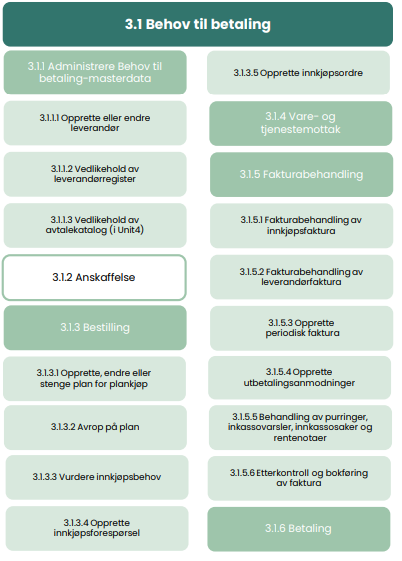 3.1 Behov til betaling
3.1.1 Administrere Behov til
betaling-masterdata
3.1.1.1 Opprette eller endre
leverandør
3.1.1.2 Vedlikehold av
leverandørregister
3.1.1.3 Vedlikehold av
avtalekatalog (i Unit4)
3.1.2 Anskaffelse
3.1.3 Bestilling
3.1.3.1 Opprette, endre eller
stenge plan for plankjøp
3.1.3.2 Avrop på plan
3.1.3.3 Vurdere innkjøpsbehov
3.1.3.4 Opprette
innkjøpsforespørsel
3.1.3.5 Opprette innkjøpsordre
3.1.4 Vare- og
tjenestemottak
3.1.5 Fakturabehandling
3.1.5.1 Fakturabehandling av
innkjøpsfaktura
3.1.5.2 Fakturabehandling av
leverandørfaktura
3.1.5.3 Opprette
periodisk faktura
3.1.5.4 Opprette
utbetalingsanmodninger
3.1.5.5 Behandling av purringer,
inkassovarsler, innkassosaker og
rentenotaer
3.1.5.6 Etterkontroll og bokføring
av faktura
3.1.6 Betaling